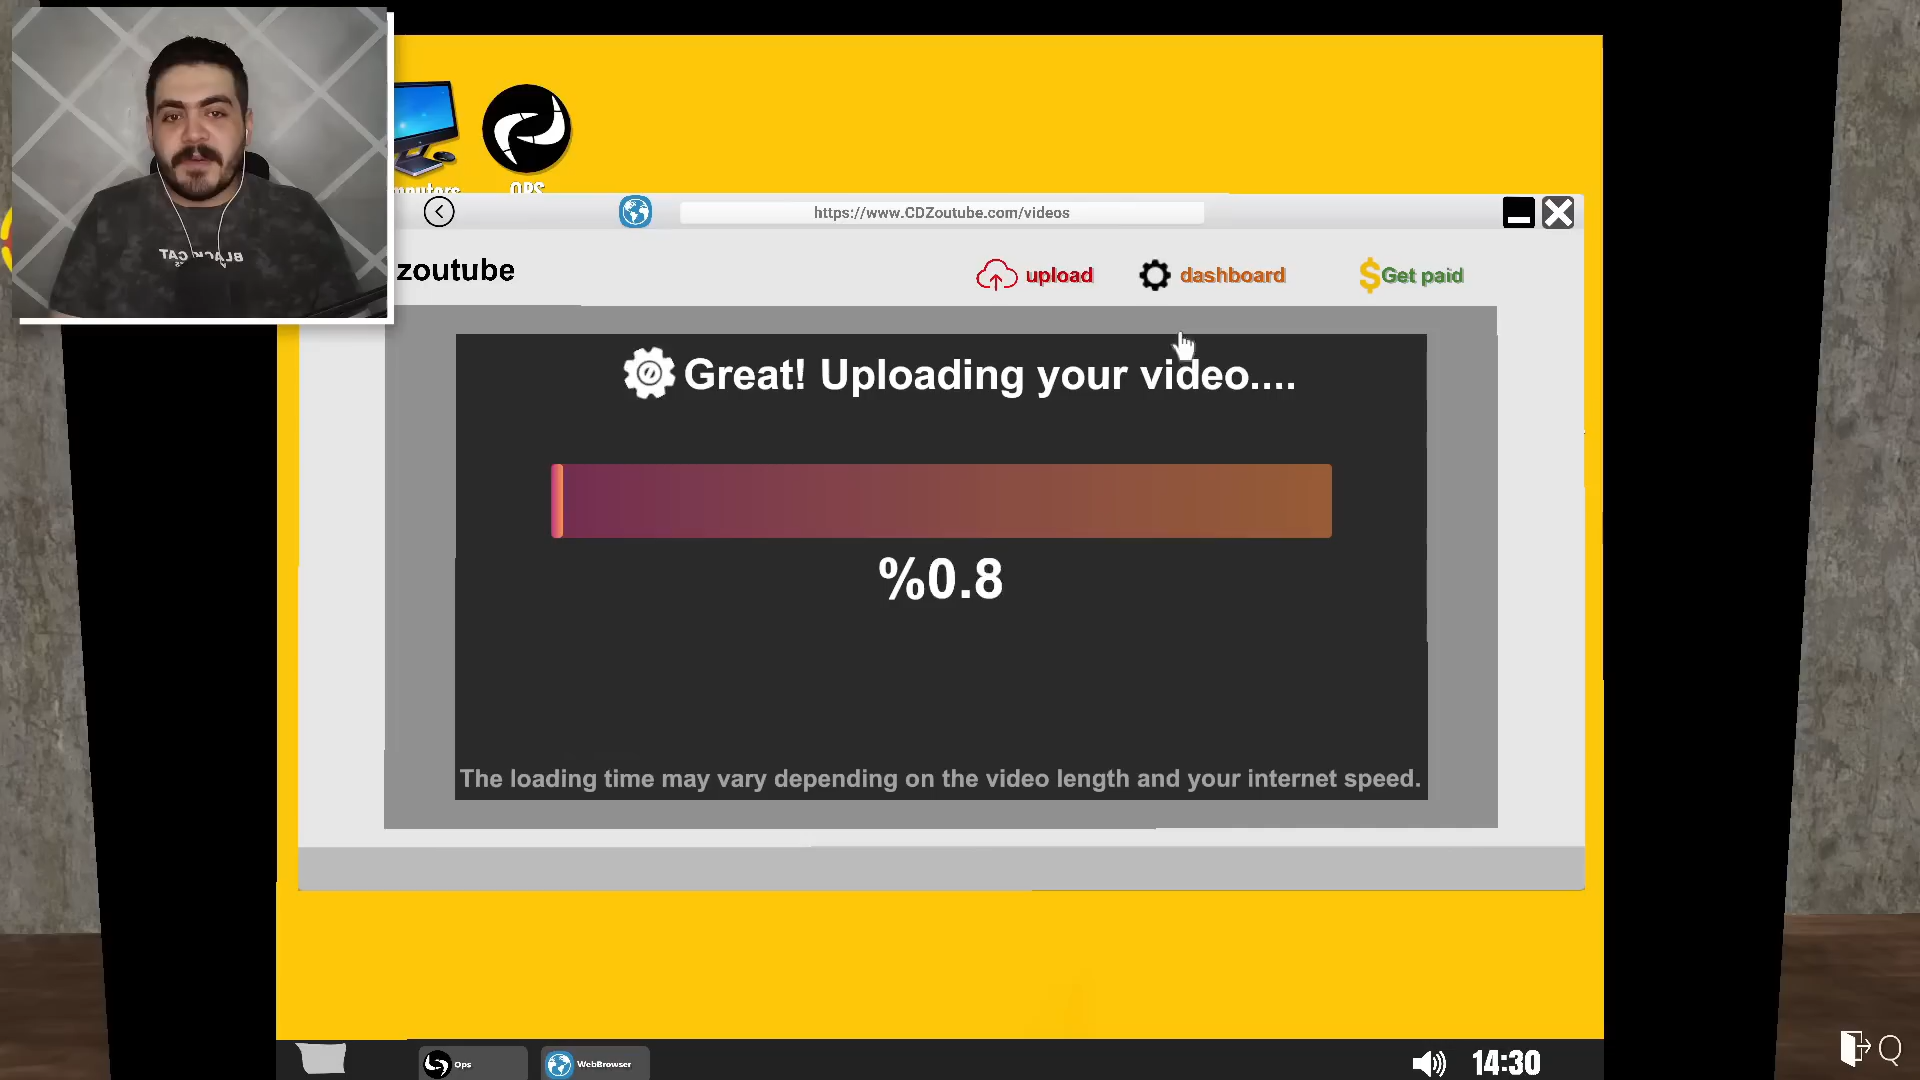 OPS
https://www.CDZoutube.com/videos
zoutube
upload
dashboard
$Get paid
Great! Uploading your video....
%0.8
The loading time may vary depending on the video length and your internet speed.
Ops
WebBrowser
14:30
Q